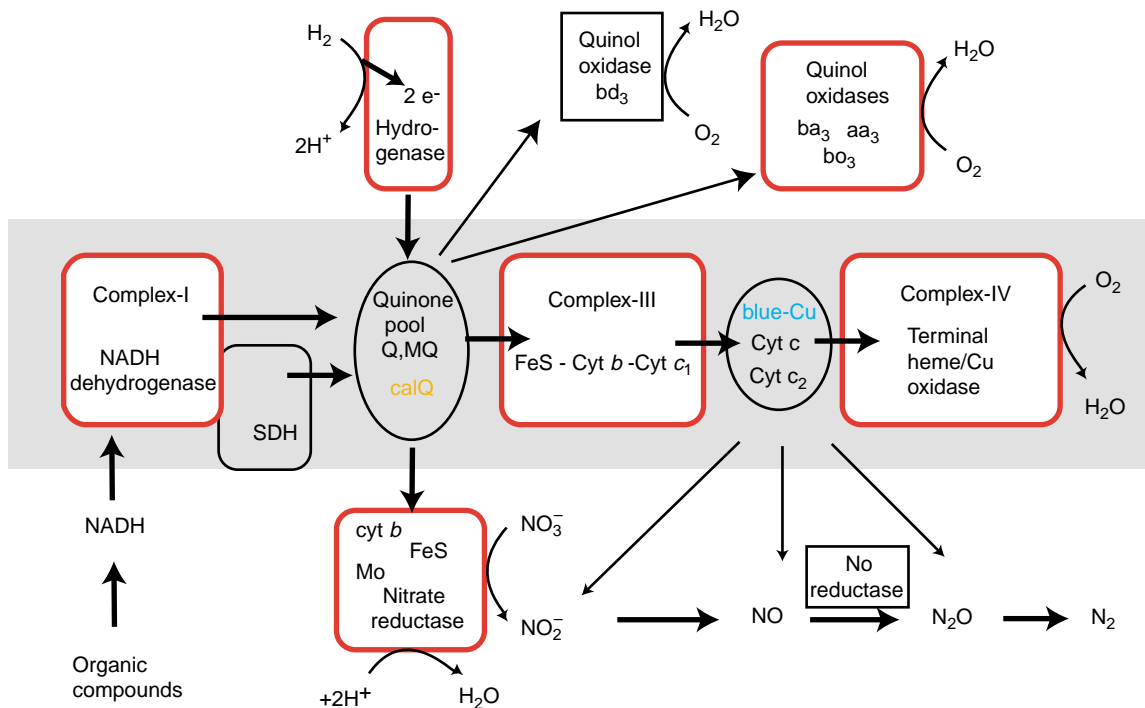 H₂
2 e-
2H⁺
Hydro-
genase
Quinol
oxidase
bd₃
H₂O
O₂
Quinol
oxidases
ba₃ aa₃
bo₃
H₂O
O₂
Complex-I
NADH
dehydrogenase
SDH
NADH
Organic
compounds
Quinone
pool
Q,MQ
calQ
Complex-III
FeS - Cyt b -Cyt c₁
blue-Cu
Cyt c
Cyt c₂
Complex-IV
Terminal
heme/Cu
oxidase
O₂
H₂O
cyt b
FeS
Mo
Nitrate
reductase
NO₃⁻
NO₂⁻
+2H⁺
H₂O
NO
No
reductase
N₂O
N₂